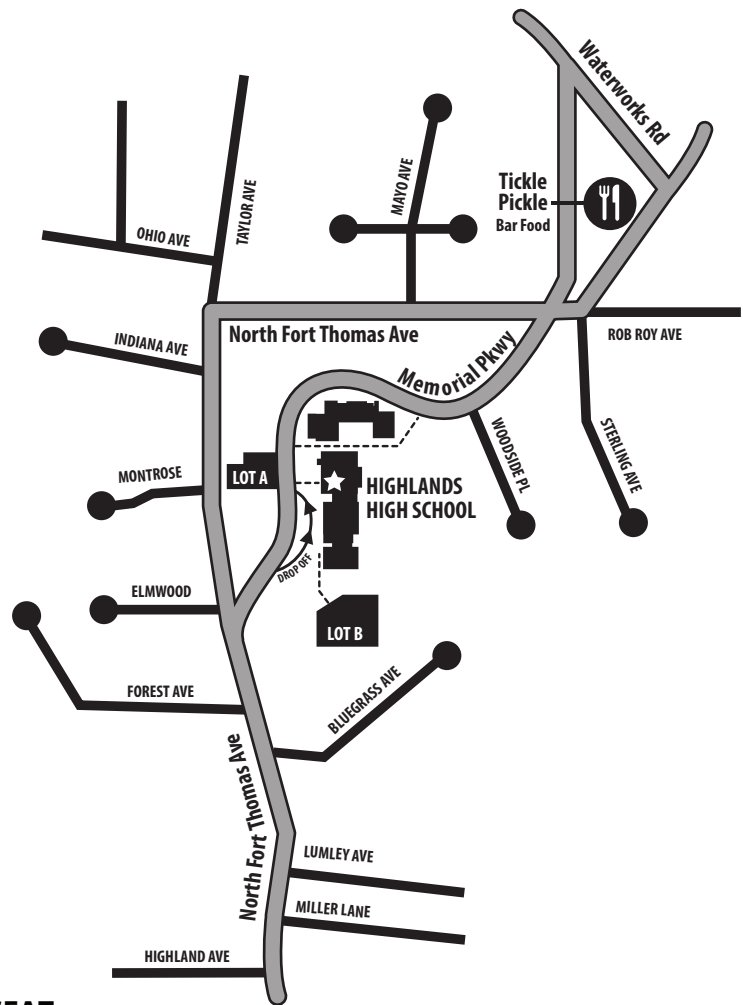 Waterworks Rd
TAYLOR AVE
MAYO AVE
Tickle
Pickle
Bar Food
OHIO AVE
North Fort Thomas Ave
ROB ROY AVE
INDIANA AVE
Memorial Pkwy
WOODSIDE PL
STERLING AVE
MONTROSE
LOT A
HIGHLANDS
HIGH SCHOOL
DROP OFF
ELMWOOD
LOT B
FOREST AVE
BLUEGRASS AVE
North Fort Thomas Ave
LUMLEY AVE
MILLER LANE
HIGHLAND AVE